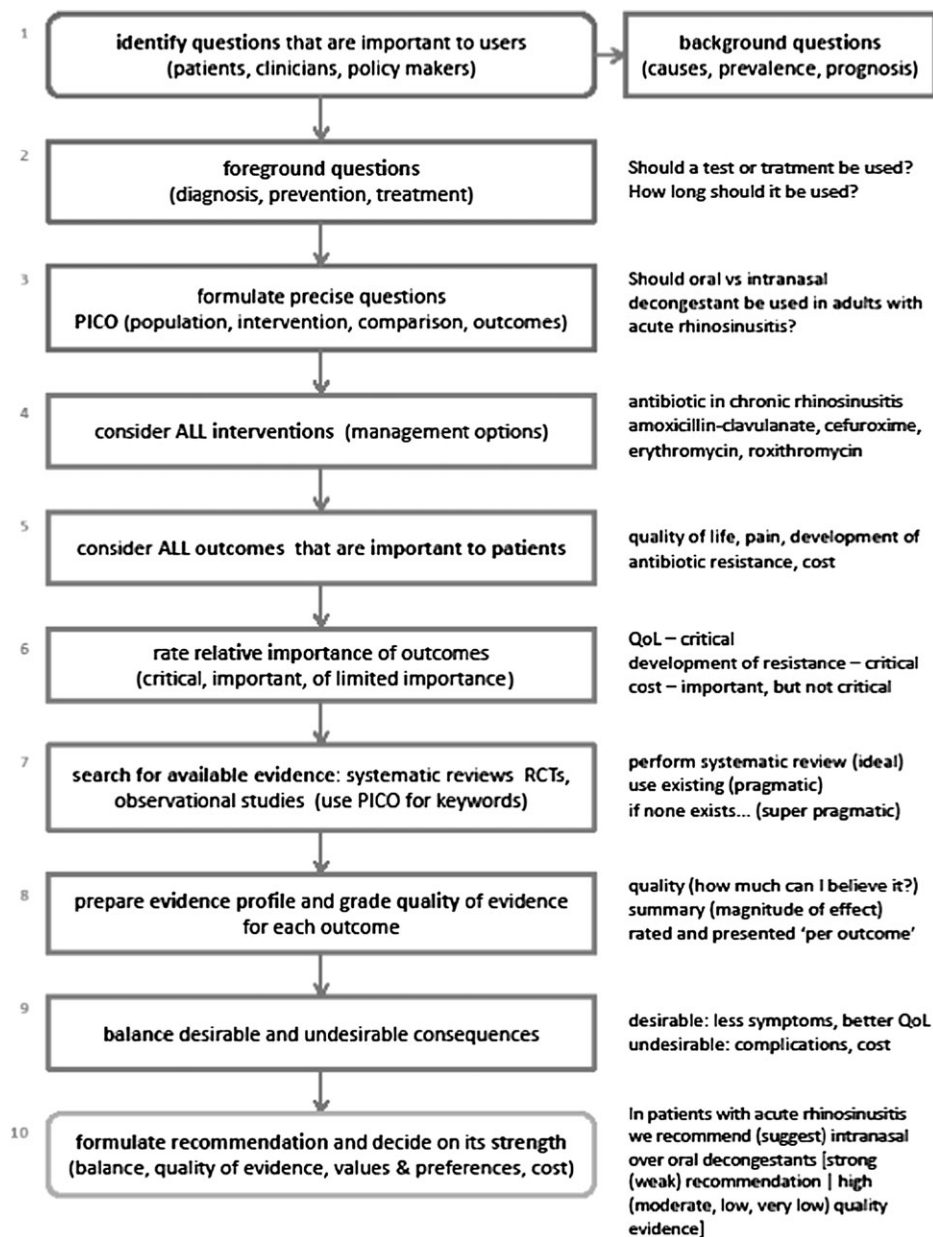 1
identify questions that are important to users
(patients, clinicians, policy makers)
background questions
(causes, prevalence, prognosis)
2
foreground questions
(diagnosis, prevention, treatment)
Should a test or tratment be used?
How long should it be used?
3
formulate precise questions
PICO (population, intervention, comparison, outcomes)
Should oral vs intranasal
decongestant be used in adults with
acute rhinosinusitis?
4
consider ALL interventions (management options)
antibiotic in chronic rhinosinusitis
amoxicillin-clavulanate, cefuroxime,
erythromycin, roxithromycin
5
consider ALL outcomes that are important to patients
quality of life, pain, development of
antibiotic resistance, cost
6
rate relative importance of outcomes
(critical, important, of limited importance)
QoL – critical
development of resistance – critical
cost – important, but not critical
7
search for available evidence: systematic reviews RCTs,
observational studies (use PICO for keywords)
perform systematic review (ideal)
use existing (pragmatic)
if none exists... (super pragmatic)
8
prepare evidence profile and grade quality of evidence
for each outcome
quality (how much can I believe it?)
summary (magnitude of effect)
rated and presented ‘per outcome’
9
balance desirable and undesirable consequences
desirable: less symptoms, better QoL
undesirable: complications, cost
10
formulate recommendation and decide on its strength
(balance, quality of evidence, values & preferences, cost)
In patients with acute rhinosinusitis
we recommend (suggest) intranasal
over oral decongestants [strong
(weak) recommendation | high
(moderate, low, very low) quality
evidence]